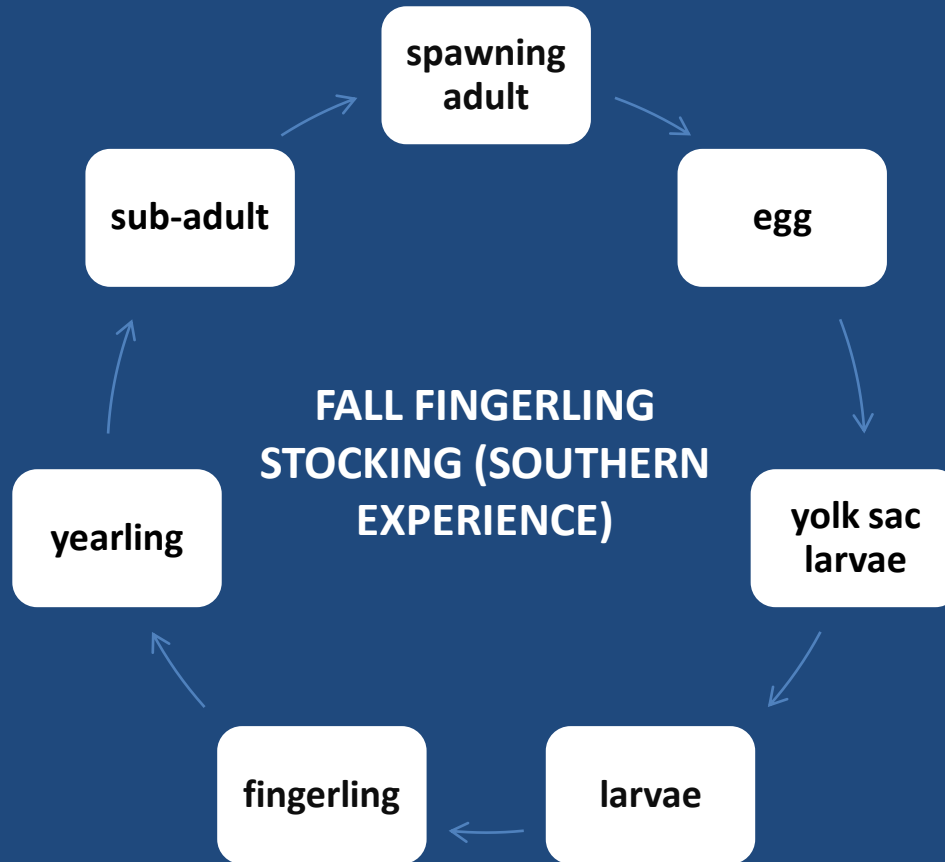 spawning
adult
egg
yolk sac
larvae
larvae
fingerling
yearling
sub-adult
FALL FINGERLING
STOCKING (SOUTHERN
EXPERIENCE)